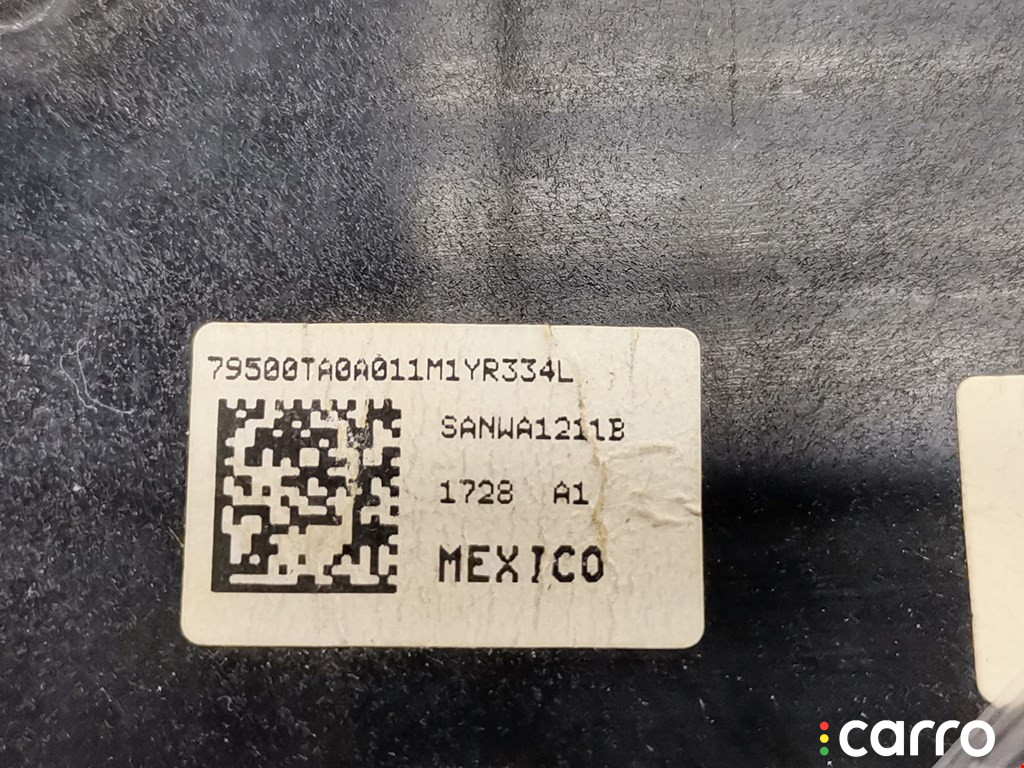 79500TA0A011M1YR334L
SANWA1211B
1728 A1
MEXICO
carro